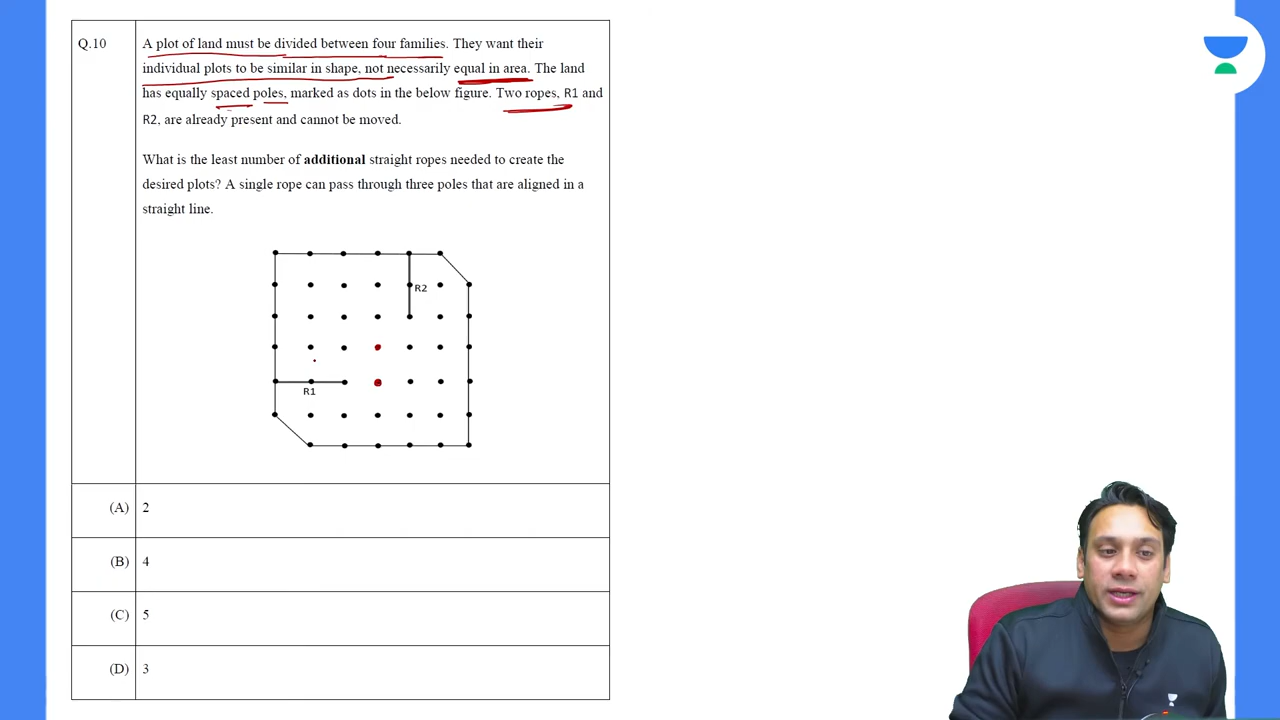 Q.10
A plot of land must be divided between four families. They want their
individual plots to be similar in shape, not necessarily equal in area. The land
has equally spaced poles, marked as dots in the below figure. Two ropes, R1 and
R2, are already present and cannot be moved.
What is the least number of additional straight ropes needed to create the
desired plots? A single rope can pass through three poles that are aligned in a
straight line.
R2
R1
(A) 2
(B) 4
(C) 5
(D) 3